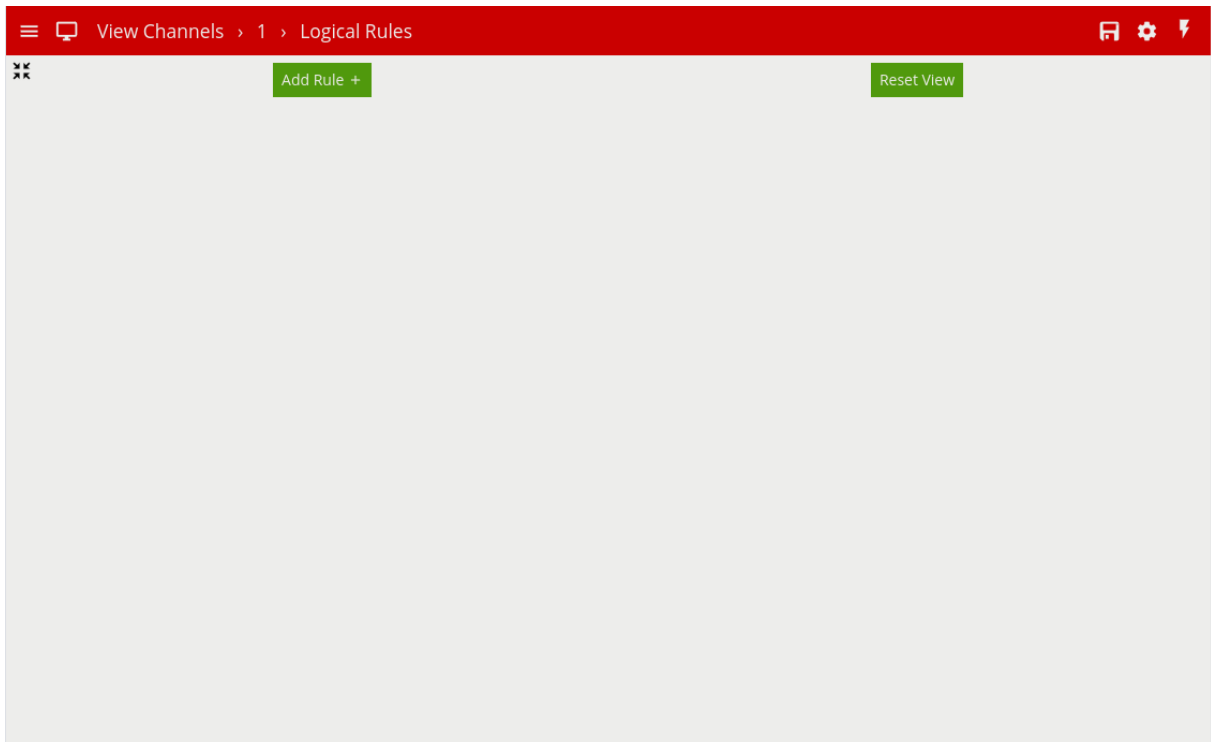 View Channels › 1 › Logical Rules
Add Rule +
Reset View